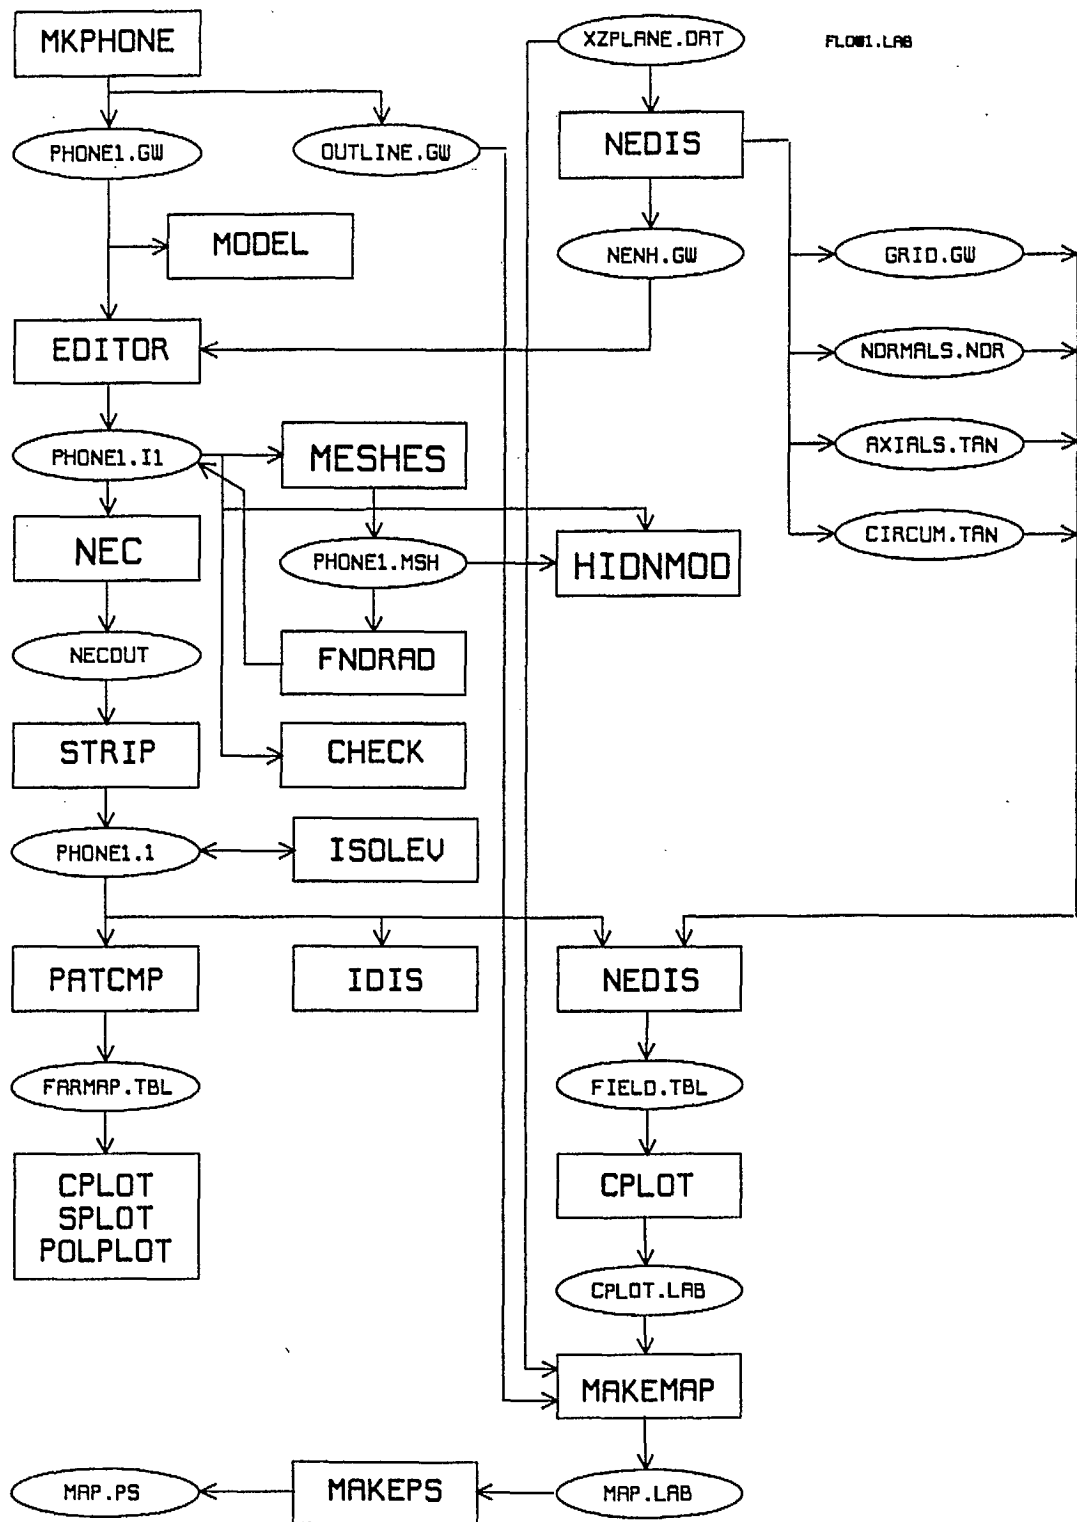 MKPHONE
XZPLANE.DAT
FLOW1.LAB
PHONE1.GW
OUTLINE.GW
NEDIS
MODEL
NENH.GW
GRID.GW
EDITOR
NORMALS.NOR
PHONE1.I1
MESHES
AXIALS.TAN
NEC
PHONE1.MSH
HIDNMOD
CIRCUM.TAN
NECOUT
FNDRAD
STRIP
CHECK
PHONE1.1
ISOLEV
PATCMP
IDIS
NEDIS
FARMAP.TBL
FIELD.TBL
CPLOT
SPLOT
POLPLOT
CPLOT
CPLOT.LAB
MAKEMAP
MAP.PS
MAKEPS
MAP.LAB